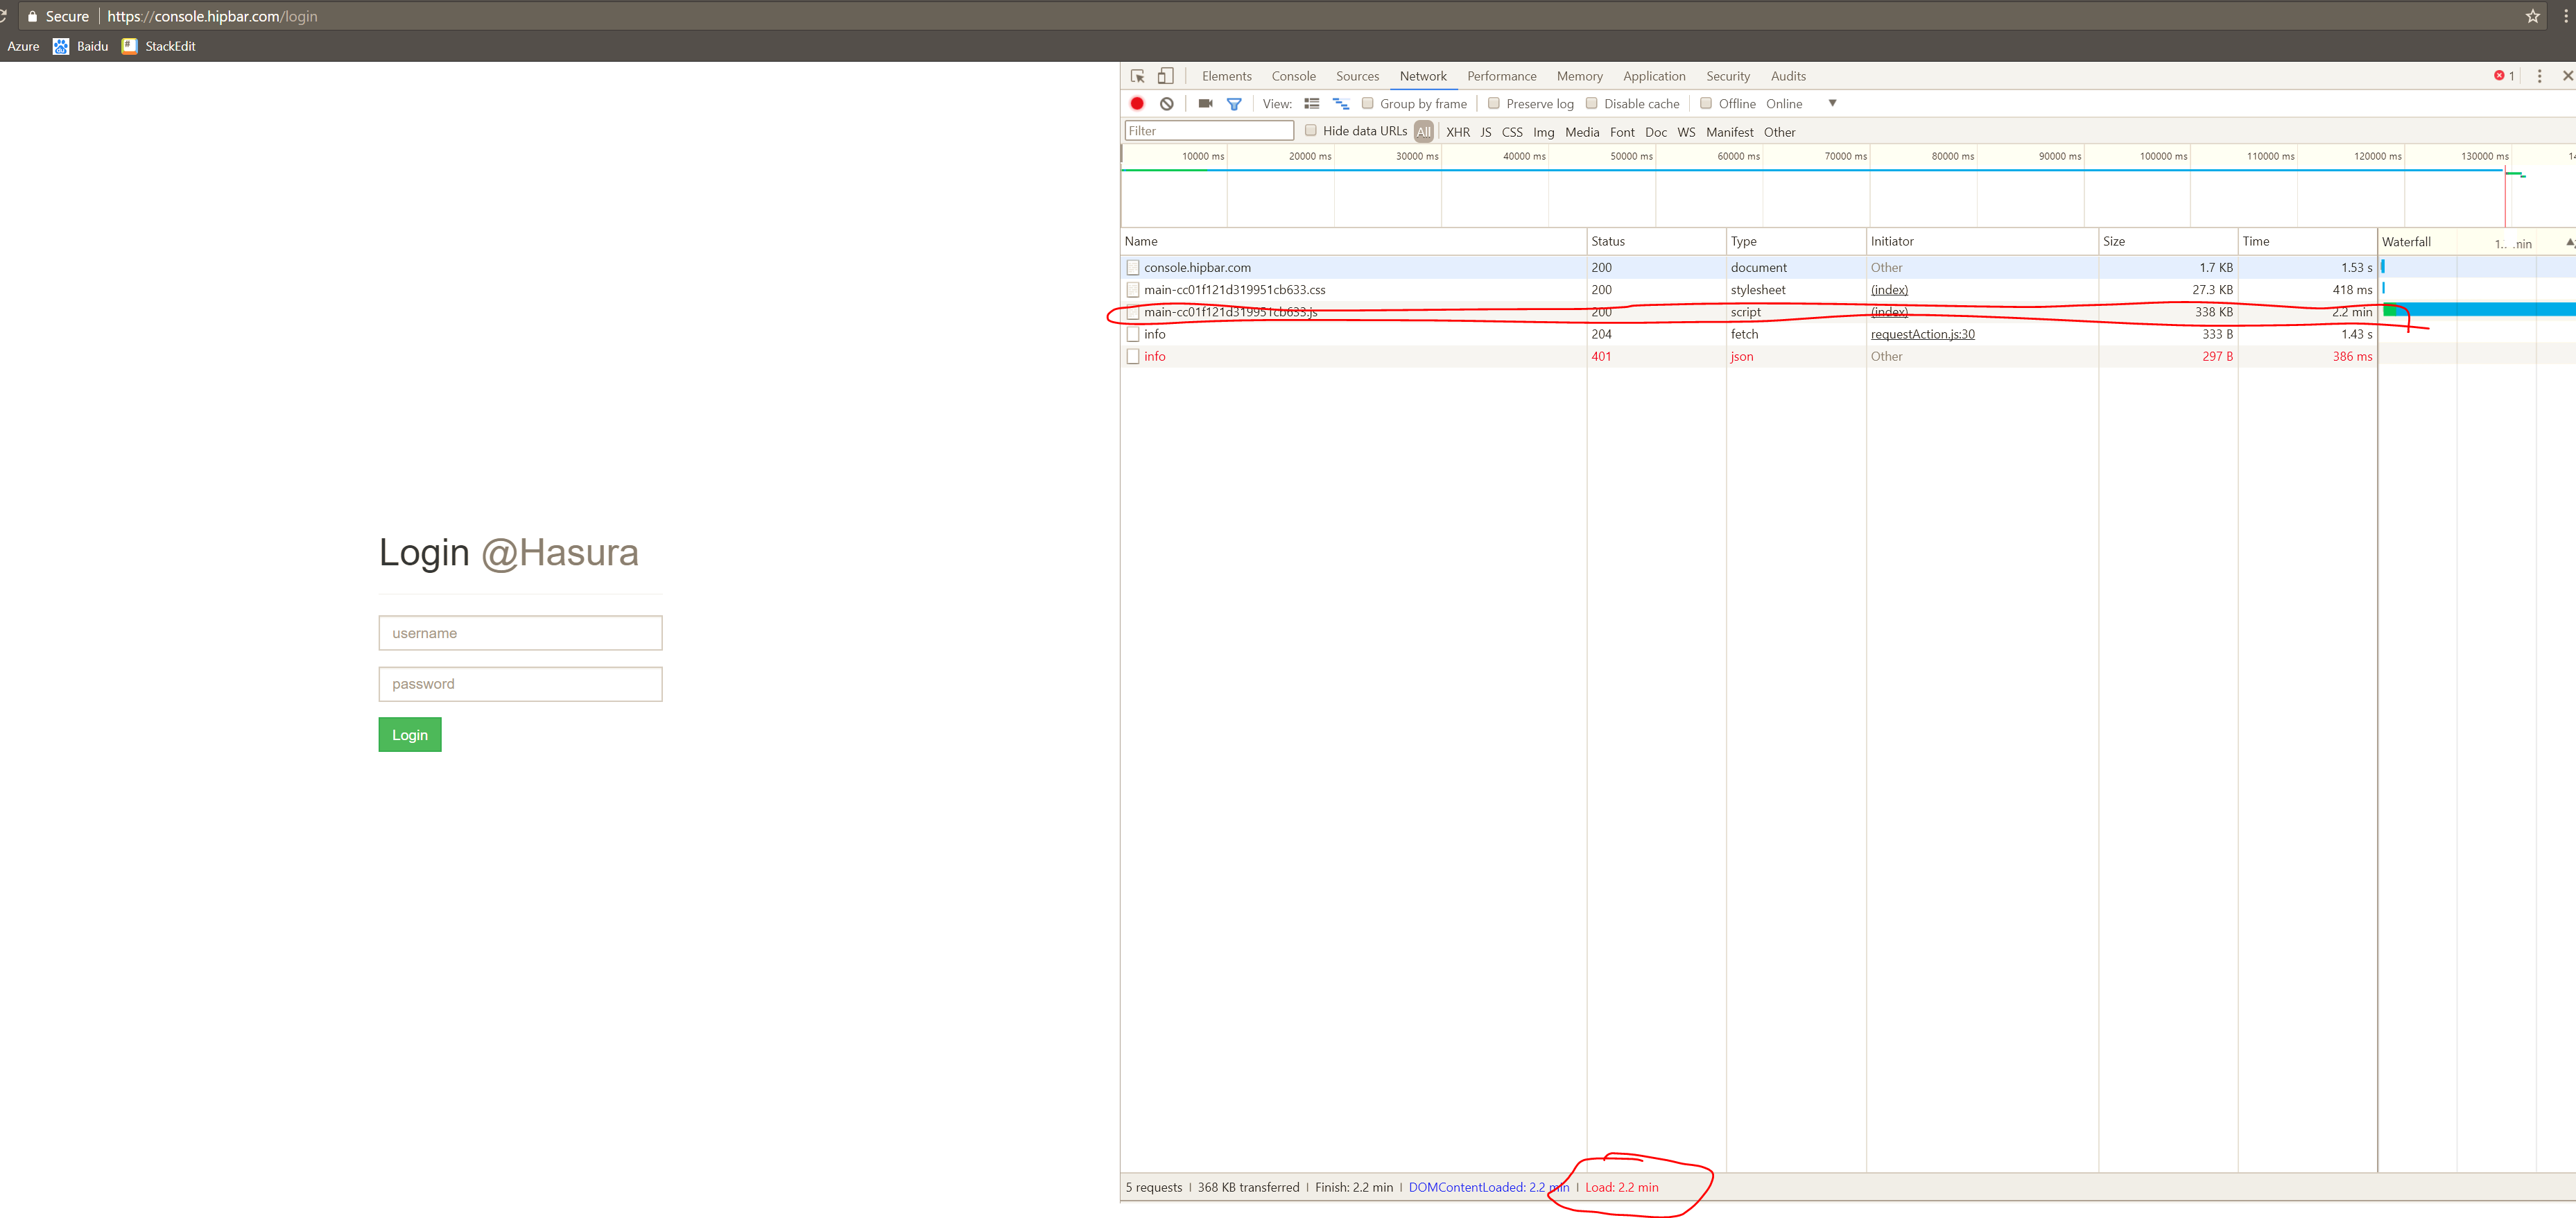 Secure https://console.hipbar.com/login
Azure Baidu StackEdit
Elements Console Sources Network Performance Memory Application Security Audits 1
View: Group by frame Preserve log Disable cache Offline Online
Filter Hide data URLs All XHR JS CSS Img Media Font Doc WS Manifest Other
10000 ms 20000 ms 30000 ms 40000 ms 50000 ms 60000 ms 70000 ms 80000 ms 90000 ms 100000 ms 110000 ms 120000 ms 130000 ms
Name Status Type Initiator Size Time Waterfall
console.hipbar.com 200 document Other 1.7 KB 1.53 s
main-cc01f121d319951cb633.css 200 stylesheet (index) 27.3 KB 418 ms
main-cc01f121d319951cb633.js 200 script (index) 338 KB 2.2 min
info 204 fetch requestAction.js:30 333 B 1.43 s
info 401 json Other 297 B 386 ms
Login @Hasura
username
password
Login
5 requests | 368 KB transferred | Finish: 2.2 min | DOMContentLoaded: 2.2 min | Load: 2.2 min